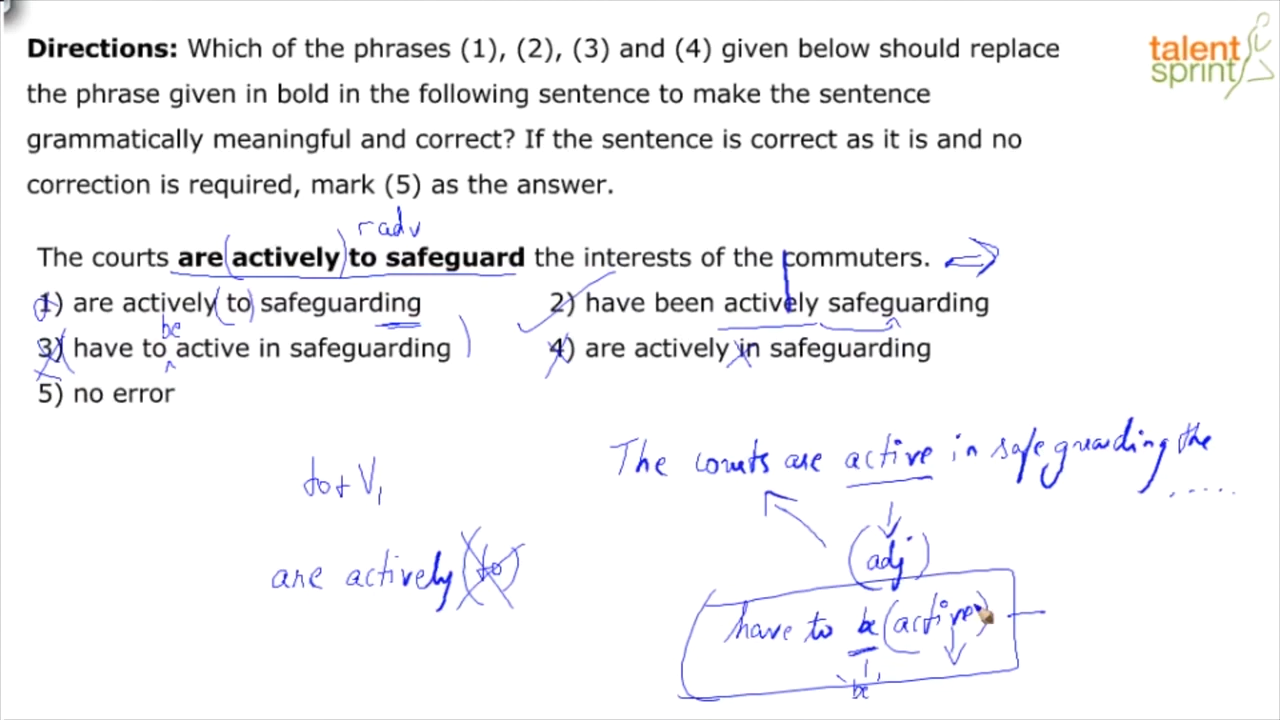 Directions: Which of the phrases (1), (2), (3) and (4) given below should replace
the phrase given in bold in the following sentence to make the sentence
grammatically meaningful and correct? If the sentence is correct as it is and no
correction is required, mark (5) as the answer.
talent
sprint
adv
The courts are (actively) to safeguard the interests of the commuters.
1) are actively (to) safeguarding
2) have been actively safeguarding
be
3) have to active in safeguarding )
4) are actively in safeguarding
5) no error
The courts are active in safeguarding the
.....
to + V1
(adj)
are actively (to)
have to be (active)
'be'